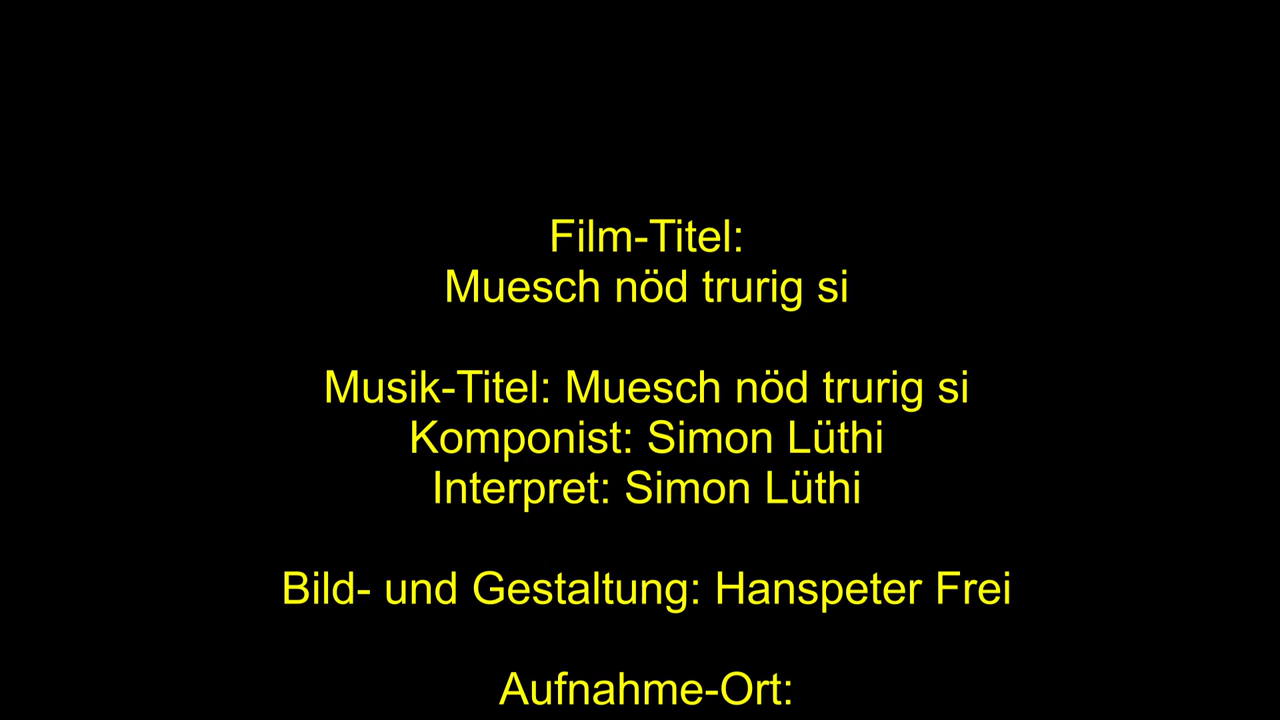 Film-Titel:
Muesch nöd trurig si
Musik-Titel: Muesch nöd trurig si
Komponist: Simon Lüthi
Interpret: Simon Lüthi
Bild- und Gestaltung: Hanspeter Frei
Aufnahme-Ort: